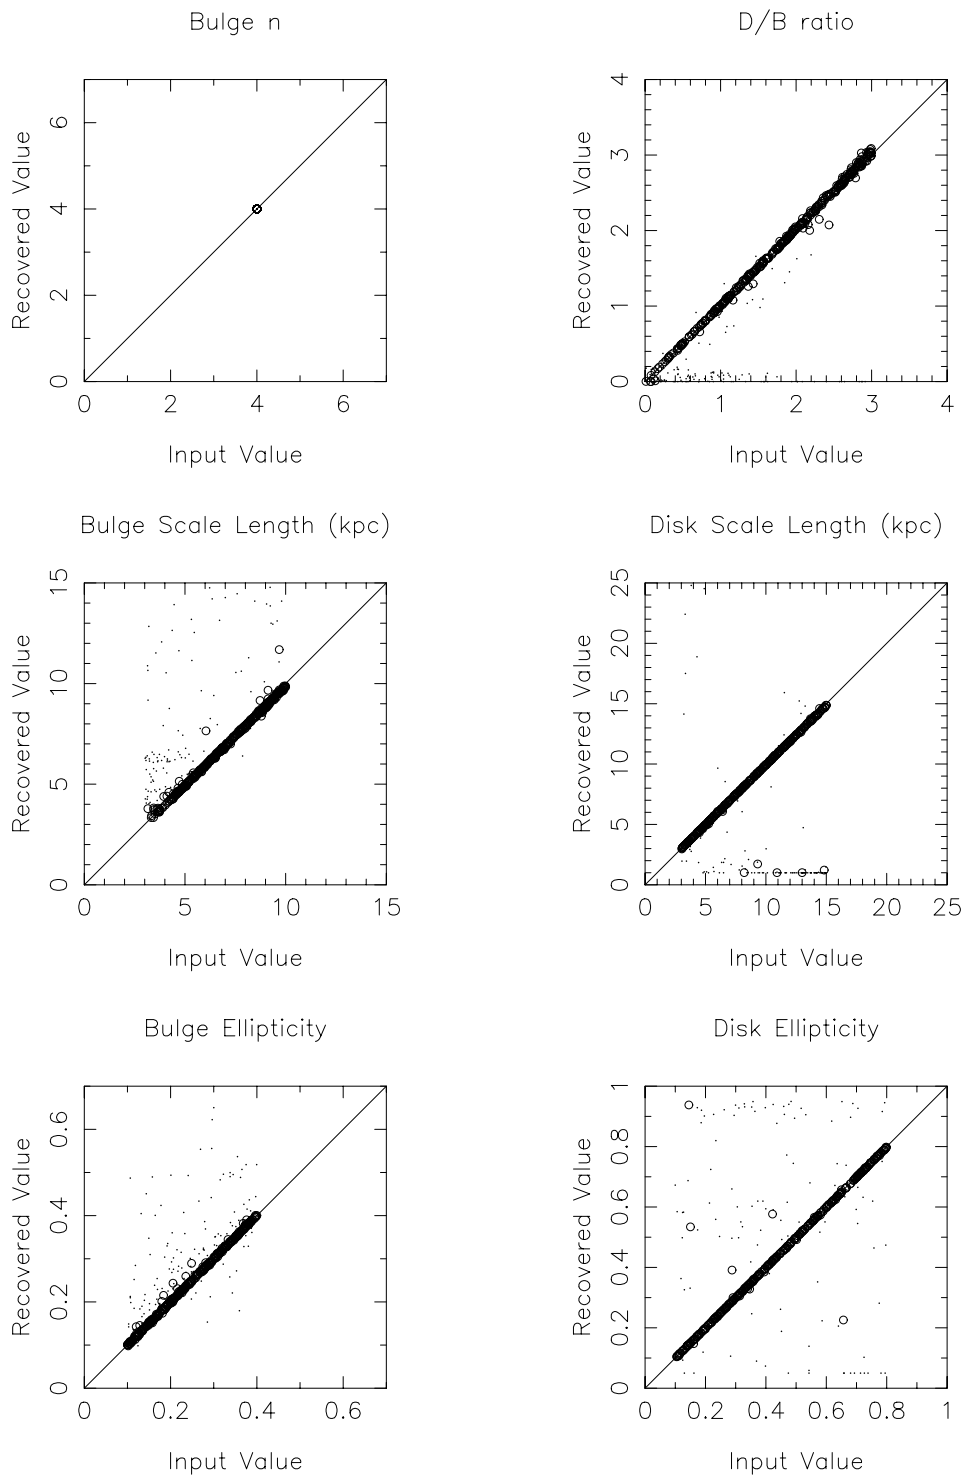 Bulge n
D/B ratio
Recovered Value
0 2 4 6
0 2 4 6
Input Value
Recovered Value
0 1 2 3 4
0 1 2 3 4
Input Value
Bulge Scale Length (kpc)
Disk Scale Length (kpc)
Recovered Value
0 5 10 15
0 5 10 15
Input Value
Recovered Value
0 5 10 15 20 25
0 5 10 15 20 25
Input Value
Bulge Ellipticity
Disk Ellipticity
Recovered Value
0 0.2 0.4 0.6
0 0.2 0.4 0.6
Input Value
Recovered Value
0 0.2 0.4 0.6 0.8 1
0 0.2 0.4 0.6 0.8 1
Input Value